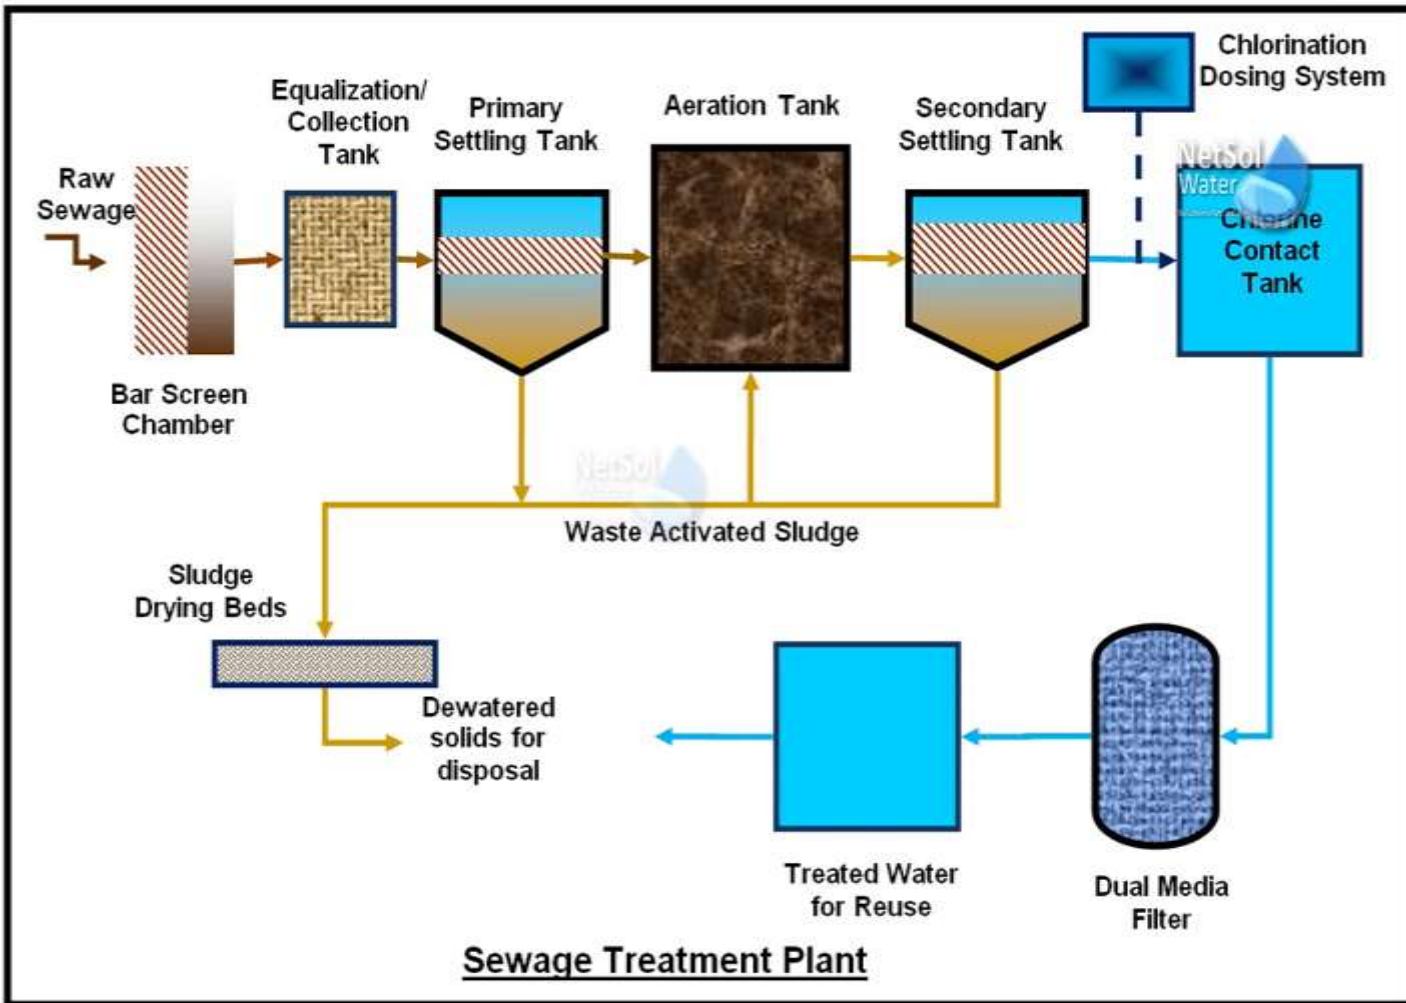 Chlorination
Dosing System
Equalization/
Collection
Tank
Primary
Settling Tank
Aeration Tank
Secondary
Settling Tank
NetSol
Water
Raw
Sewage
Chlorine
Contact
Tank
Bar Screen
Chamber
NetSol
Waste Activated Sludge
Sludge
Drying Beds
Dewatered
solids for
disposal
Treated Water
for Reuse
Dual Media
Filter
Sewage Treatment Plant